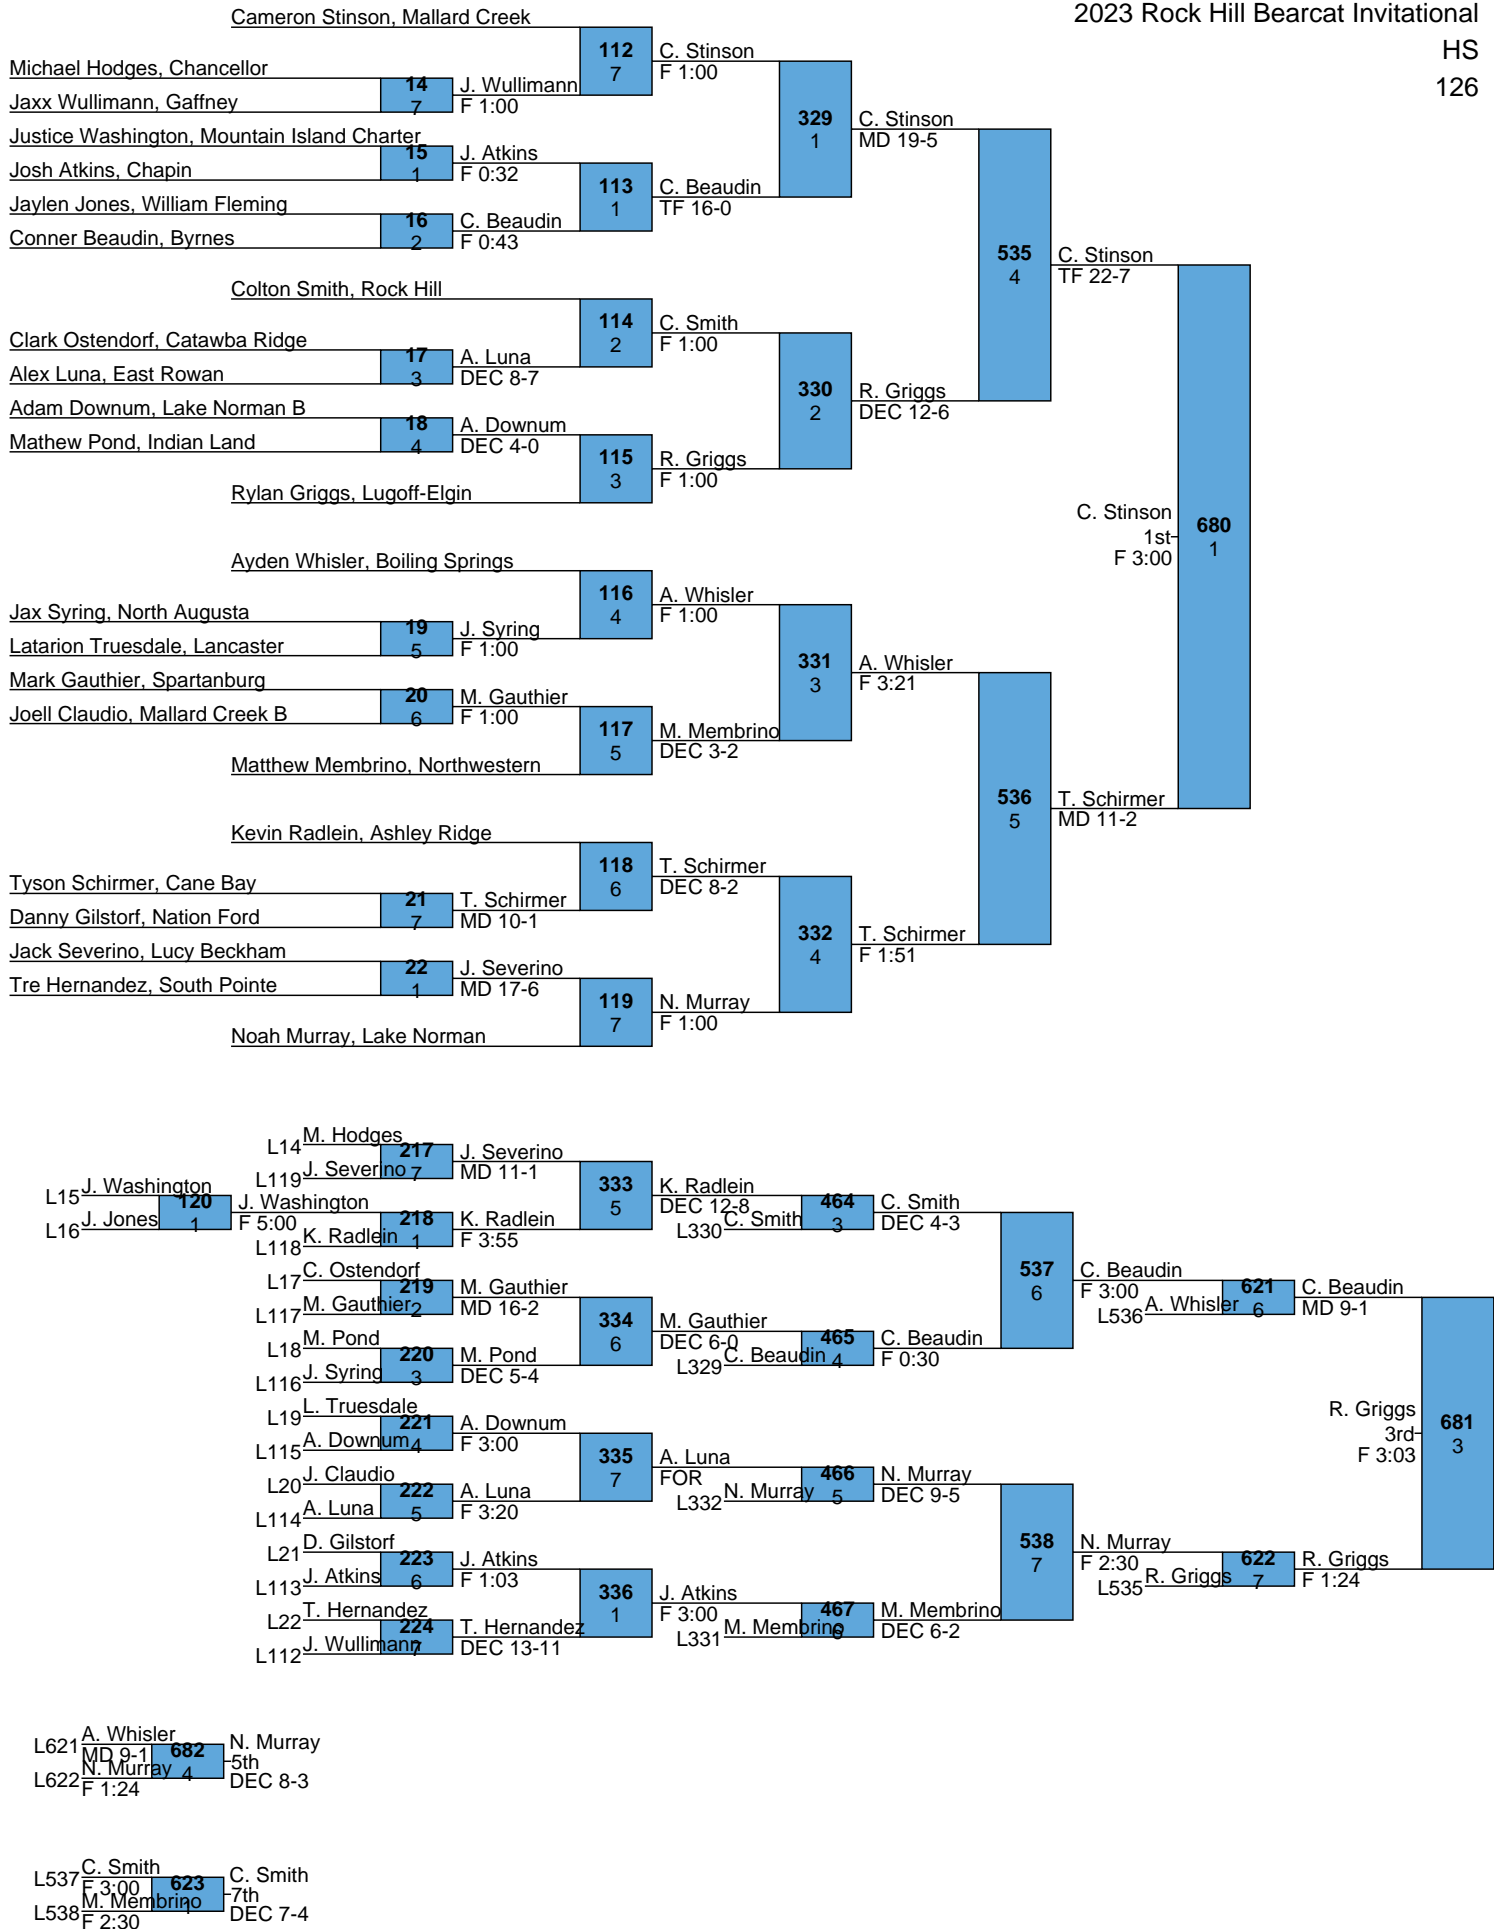 2023 Rock Hill Bearcat Invitational
HS
126
Cameron Stinson, Mallard Creek
112
7
C. Stinson
F 1:00
Michael Hodges, Chancellor
14
7
J. Wullimann
F 1:00
Jaxx Wullimann, Gaffney
329
1
C. Stinson
MD 19-5
Justice Washington, Mountain Island Charter
15
1
J. Atkins
F 0:32
Josh Atkins, Chapin
113
1
C. Beaudin
TF 16-0
Jaylen Jones, William Fleming
16
2
C. Beaudin
F 0:43
Conner Beaudin, Byrnes
535
4
C. Stinson
TF 22-7
Colton Smith, Rock Hill
114
2
C. Smith
F 1:00
Clark Ostendorf, Catawba Ridge
17
3
A. Luna
DEC 8-7
Alex Luna, East Rowan
330
2
R. Griggs
DEC 12-6
Adam Downum, Lake Norman B
18
4
A. Downum
DEC 4-0
Mathew Pond, Indian Land
115
3
R. Griggs
F 1:00
Rylan Griggs, Lugoff-Elgin
C. Stinson
1st
F 3:00
680
1
Ayden Whisler, Boiling Springs
116
4
A. Whisler
F 1:00
Jax Syring, North Augusta
19
5
J. Syring
F 1:00
Latarion Truesdale, Lancaster
331
3
A. Whisler
F 3:21
Mark Gauthier, Spartanburg
20
6
M. Gauthier
F 1:00
Joell Claudio, Mallard Creek B
117
5
M. Membrino
DEC 3-2
Matthew Membrino, Northwestern
536
5
T. Schirmer
MD 11-2
Kevin Radlein, Ashley Ridge
118
6
T. Schirmer
DEC 8-2
Tyson Schirmer, Cane Bay
21
7
T. Schirmer
MD 10-1
Danny Gilstorf, Nation Ford
332
4
T. Schirmer
F 1:51
Jack Severino, Lucy Beckham
22
1
J. Severino
MD 17-6
Tre Hernandez, South Pointe
119
7
N. Murray
F 1:00
Noah Murray, Lake Norman
L14
M. Hodges
217
7
J. Severino
MD 11-1
L119
J. Severino
333
5
K. Radlein
DEC 12-8
L15
J. Washington
120
1
J. Washington
F 5:00
L16
J. Jones
218
1
K. Radlein
F 3:55
L118
K. Radlein
L330
C. Smith
464
3
C. Smith
DEC 4-3
L17
C. Ostendorf
219
2
M. Gauthier
MD 16-2
L117
M. Gauthier
537
6
C. Beaudin
F 3:00
L536
A. Whisler
621
6
C. Beaudin
MD 9-1
334
6
M. Gauthier
DEC 6-0
L18
M. Pond
220
3
M. Pond
DEC 5-4
L116
J. Syring
L329
C. Beaudin
465
4
C. Beaudin
F 0:30
L19
L. Truesdale
221
4
A. Downum
F 3:00
L115
A. Downum
335
7
A. Luna
FOR
R. Griggs
3rd
F 3:03
681
3
L20
J. Claudio
222
5
A. Luna
F 3:20
L114
A. Luna
L332
N. Murray
466
5
N. Murray
DEC 9-5
L21
D. Gilstorf
223
6
J. Atkins
F 1:03
L113
J. Atkins
538
7
N. Murray
F 2:30
L535
R. Griggs
622
7
R. Griggs
F 1:24
336
1
J. Atkins
F 3:00
L22
T. Hernandez
224
7
T. Hernandez
DEC 13-11
L112
J. Wullimann
L331
M. Membrino
467
6
M. Membrino
DEC 6-2
L621
A. Whisler
MD 9-1
682
4
N. Murray
5th
DEC 8-3
L622
N. Murray
F 1:24
L537
C. Smith
F 3:00
623
1
C. Smith
7th
DEC 7-4
L538
M. Membrino
F 2:30